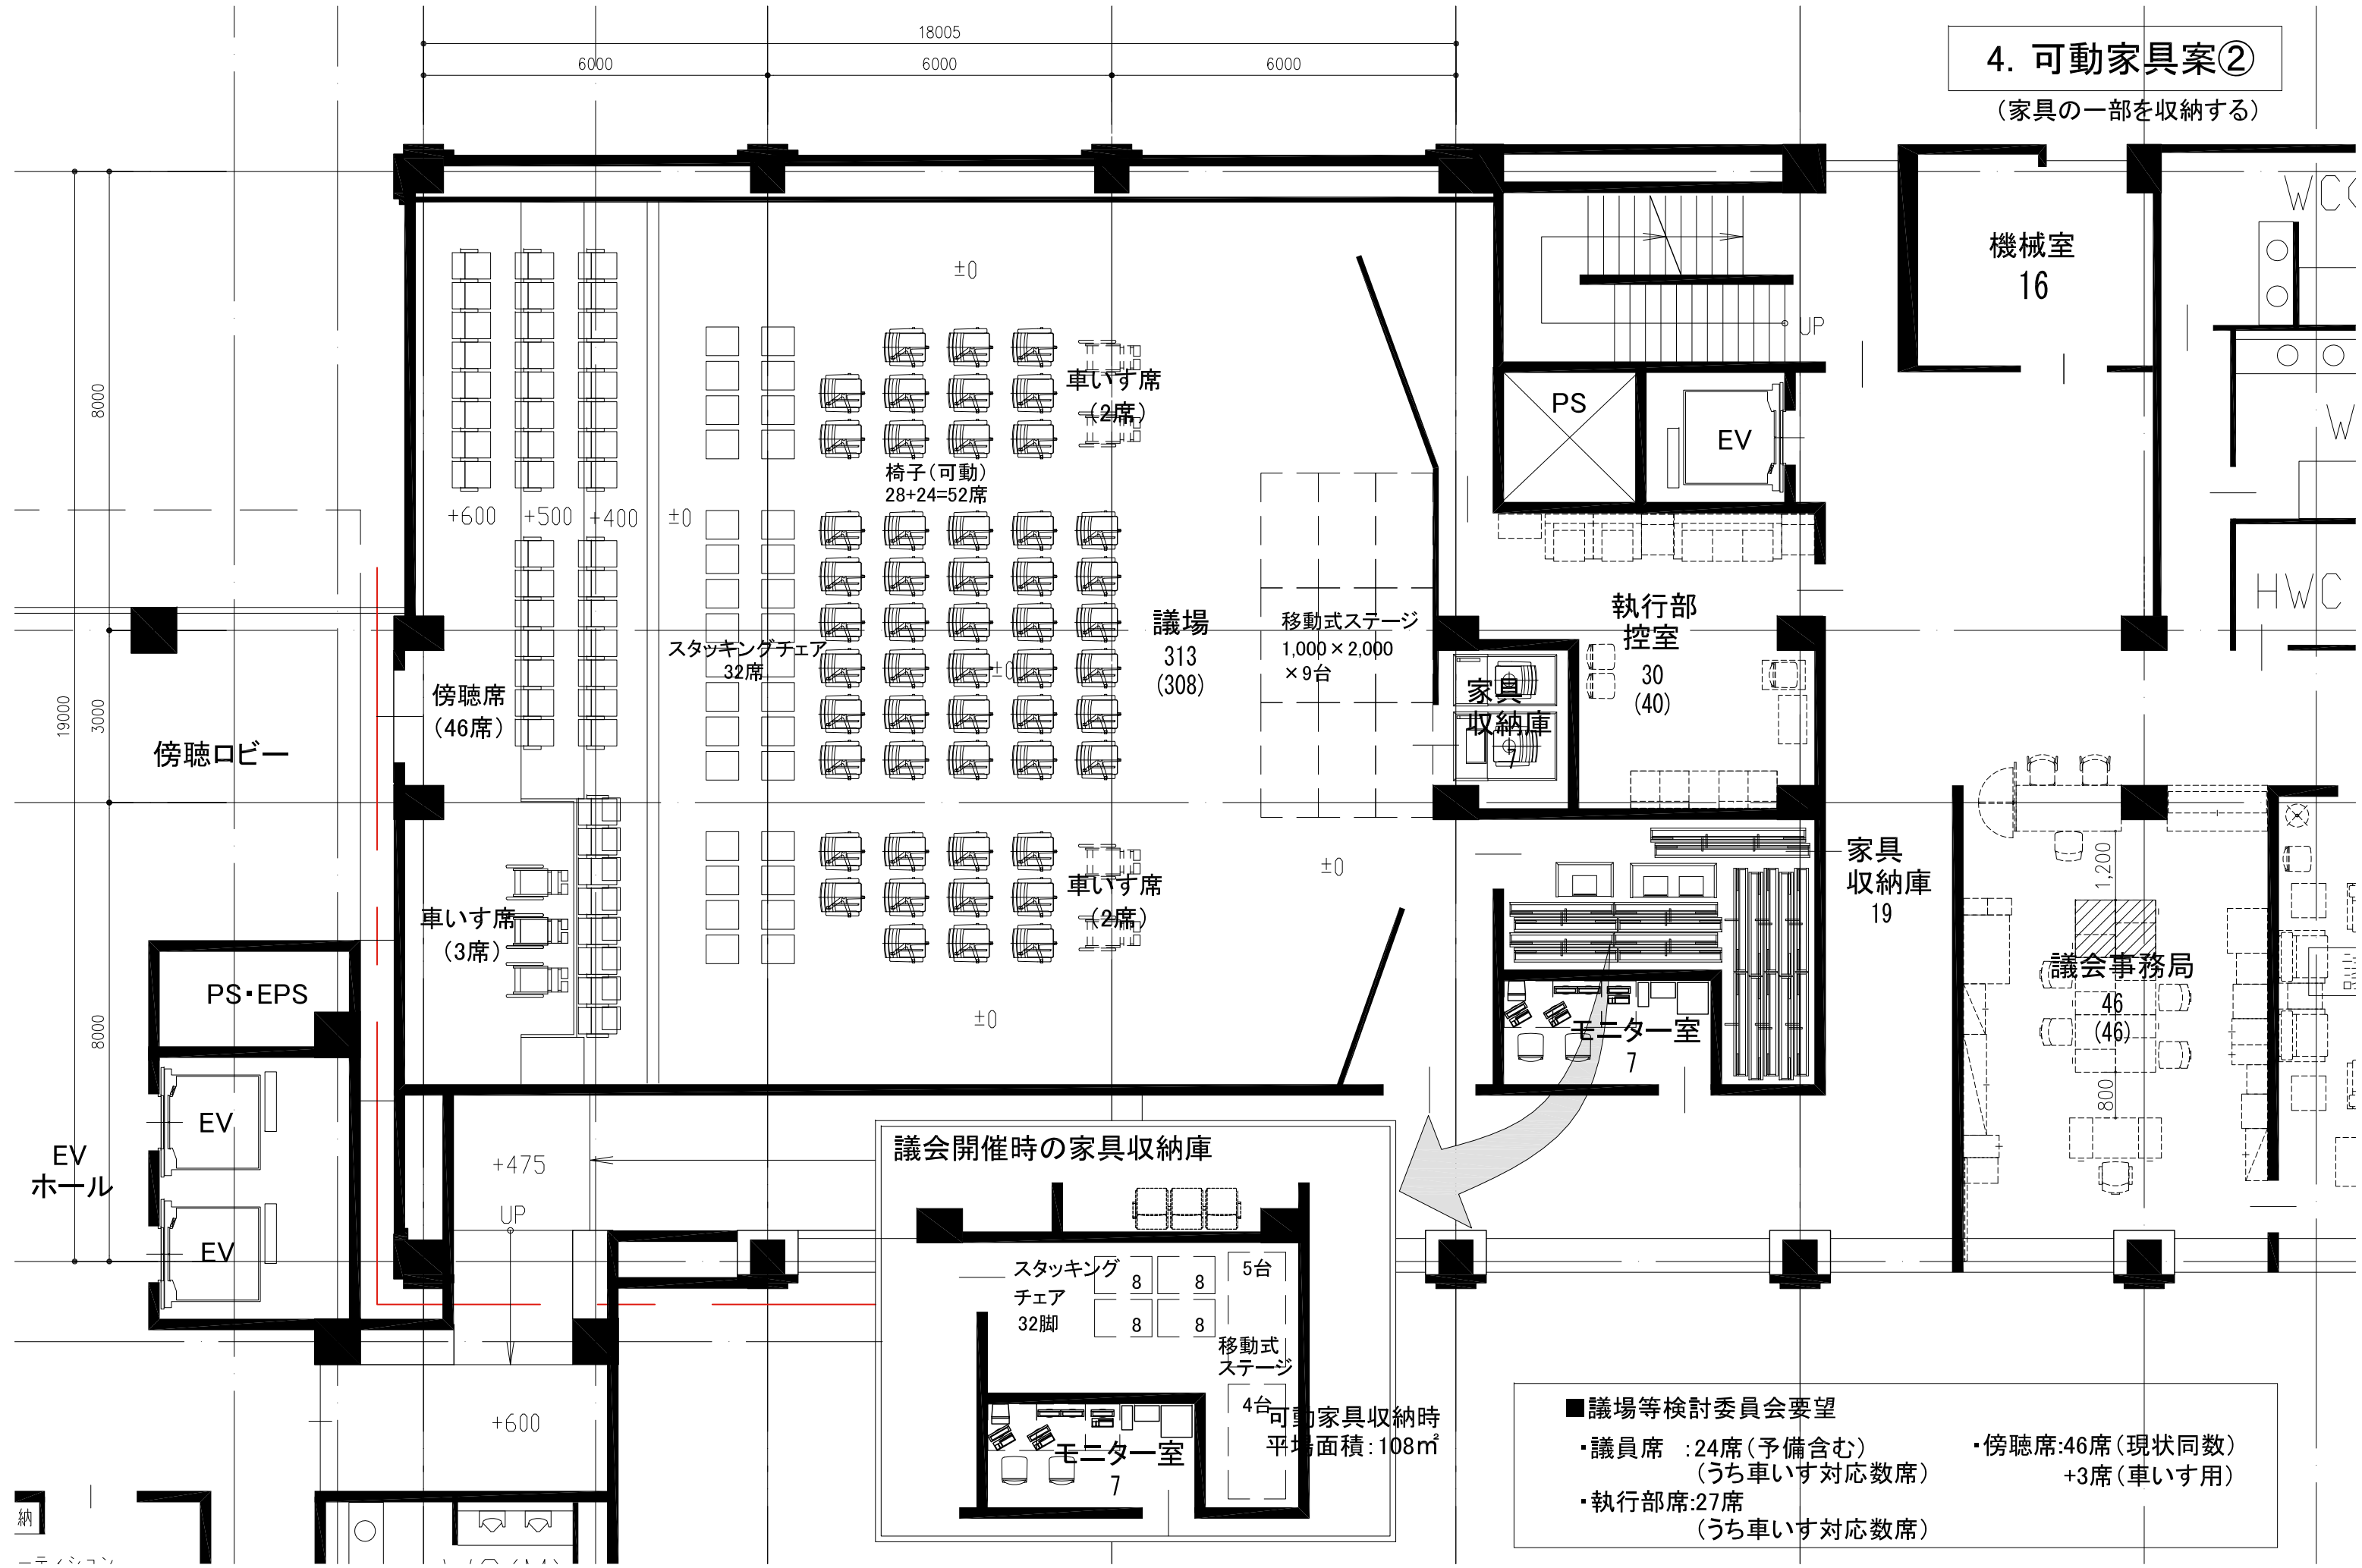 18005
6000
6000
6000
4．可動家具案②
（家具の一部を収納する）
機械室
16
UP
PS
EV
±0
車いす席
（2席）
椅子（可動）
28+24=52席
+600
+500
+400
±0
8000
19000
3000
8000
HWC
スタッキングチェア
32席
±0
議場
313
(308)
移動式ステージ
1,000×2,000
×9台
執行部
控室
30
(40)
家具
収納庫
7
傍聴席
（46席）
傍聴ロビー
±0
家具
収納庫
19
1,200
車いす席
（2席）
車いす席
（3席）
議会事務局
46
(46)
800
PS・EPS
±0
モニター室
7
EV
EV
EV
ホール
+475
UP
+600
議会開催時の家具収納庫
スタッキング
チェア
32脚
8
8
8
8
5台
移動式
ステージ
4台
可動家具収納時
平場面積：108㎡
モニター室
7
■議場等検討委員会要望
・議員席　：24席（予備含む）
（うち車いす対応数席）
・執行部席：27席
（うち車いす対応数席）
・傍聴席：46席（現状同数）
+3席（車いす用）
納